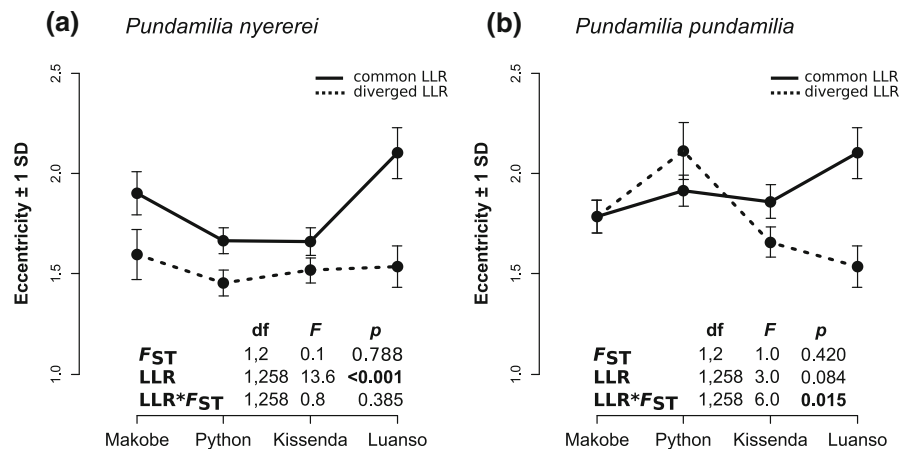 (a) Pundamilia nyererei
common LLR
diverged LLR
Eccentricity ± 1 SD
2.5
2.0
1.5
1.0
df F p
FST 1,2 0.1 0.788
LLR 1,258 13.6 <0.001
LLR*FST 1,258 0.8 0.385
Makobe Python Kissenda Luanso
(b) Pundamilia pundamilia
common LLR
diverged LLR
Eccentricity ± 1 SD
2.5
2.0
1.5
1.0
df F p
FST 1,2 1.0 0.420
LLR 1,258 3.0 0.084
LLR*FST 1,258 6.0 0.015
Makobe Python Kissenda Luanso